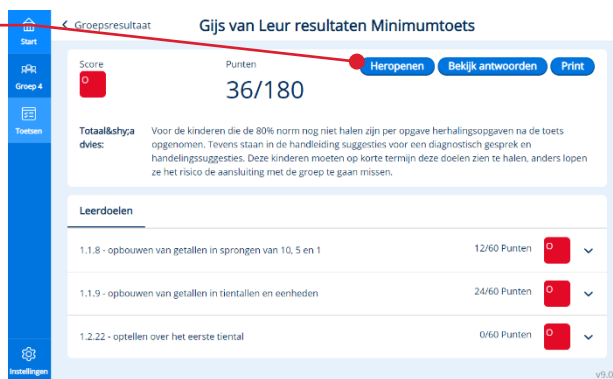 Start
Groep 4
Toetsen
Instellingen
Groepsresultaat
Gijs van Leur resultaten Minimumtoets
Score
O
Punten
36/180
Heropenen
Bekijk antwoorden
Print
Totaal&shy;a
dvies:
Voor de kinderen die de 80% norm nog niet halen zijn per opgave herhalingsopgaven na de toets
opgenomen. Tevens staan in de handleiding suggesties voor een diagnostisch gesprek en
handelingssuggesties. Deze kinderen moeten op korte termijn deze doelen zien te halen, anders lopen
ze het risico de aansluiting met de groep te gaan missen.
Leerdoelen
1.1.8 - opbouwen van getallen in sprongen van 10, 5 en 1 12/60 Punten O
1.1.9 - opbouwen van getallen in tientallen en eenheden 24/60 Punten O
1.2.22 - optellen over het eerste tiental 0/60 Punten O
v9.0